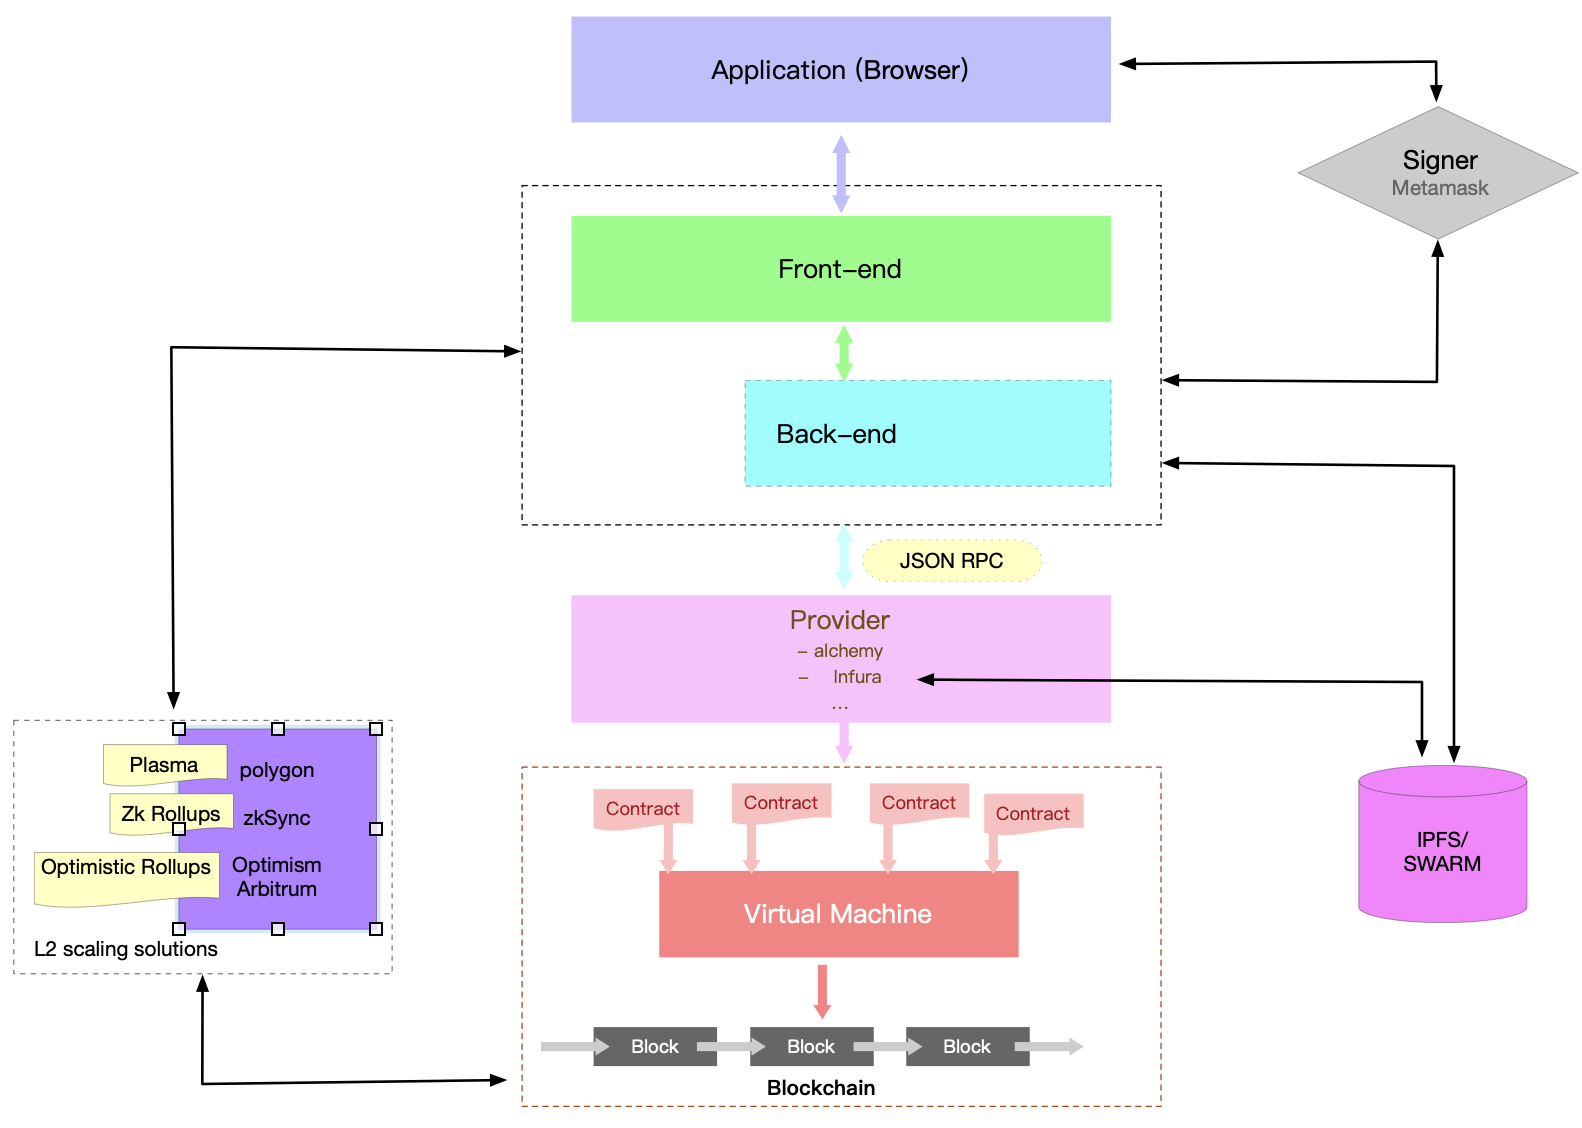 Application (Browser)
Signer
Metamask
Front-end
Back-end
JSON RPC
Provider
- alchemy
- Infura
...
Plasma
polygon
Zk Rollups
zkSync
Optimistic Rollups
Optimism
Arbitrum
L2 scaling solutions
Contract
Contract
Contract
Contract
Virtual Machine
Block
Block
Block
Blockchain
IPFS/
SWARM